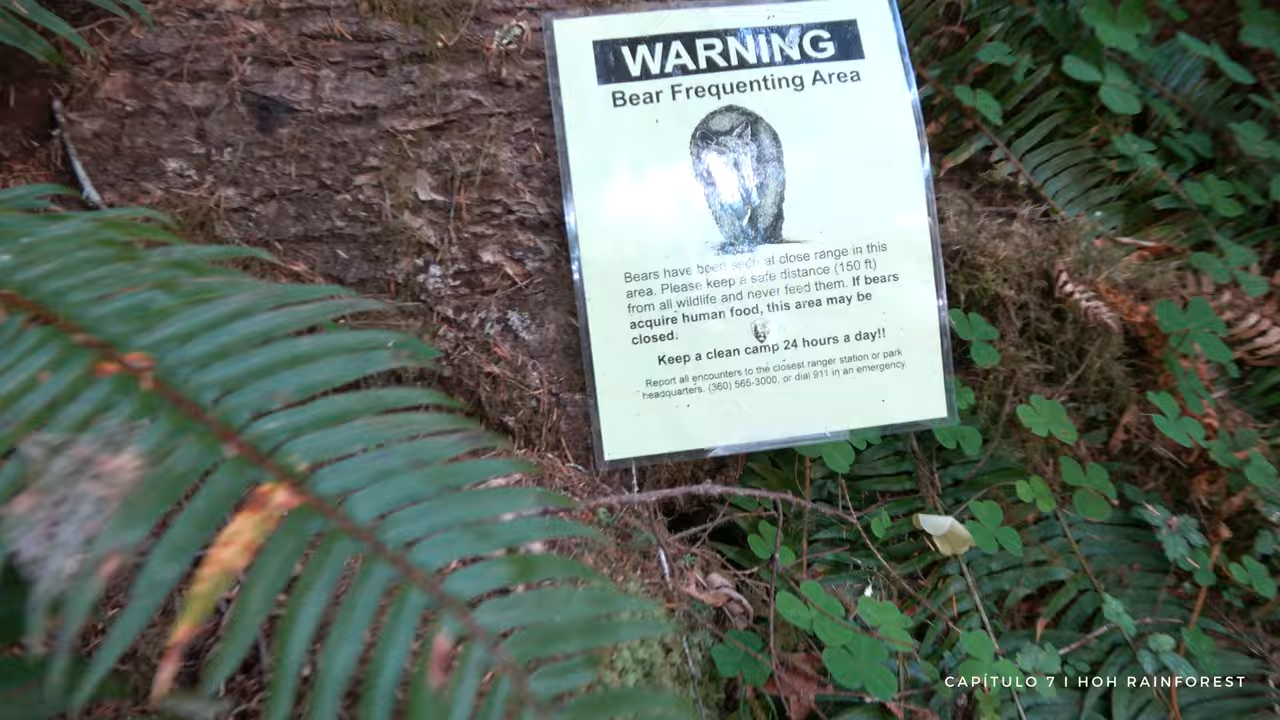 WARNING
Bear Frequenting Area
Bears have been seen at close range in this
area. Please keep a safe distance (150 ft)
from all wildlife and never feed them. If bears
acquire human food, this area may be
closed.
Keep a clean camp 24 hours a day!!
Report all encounters to the closest ranger station or park
headquarters. (360) 565-3000, or dial 911 in an emergency
CAPÍTULO 7 | HOH RAINFOREST